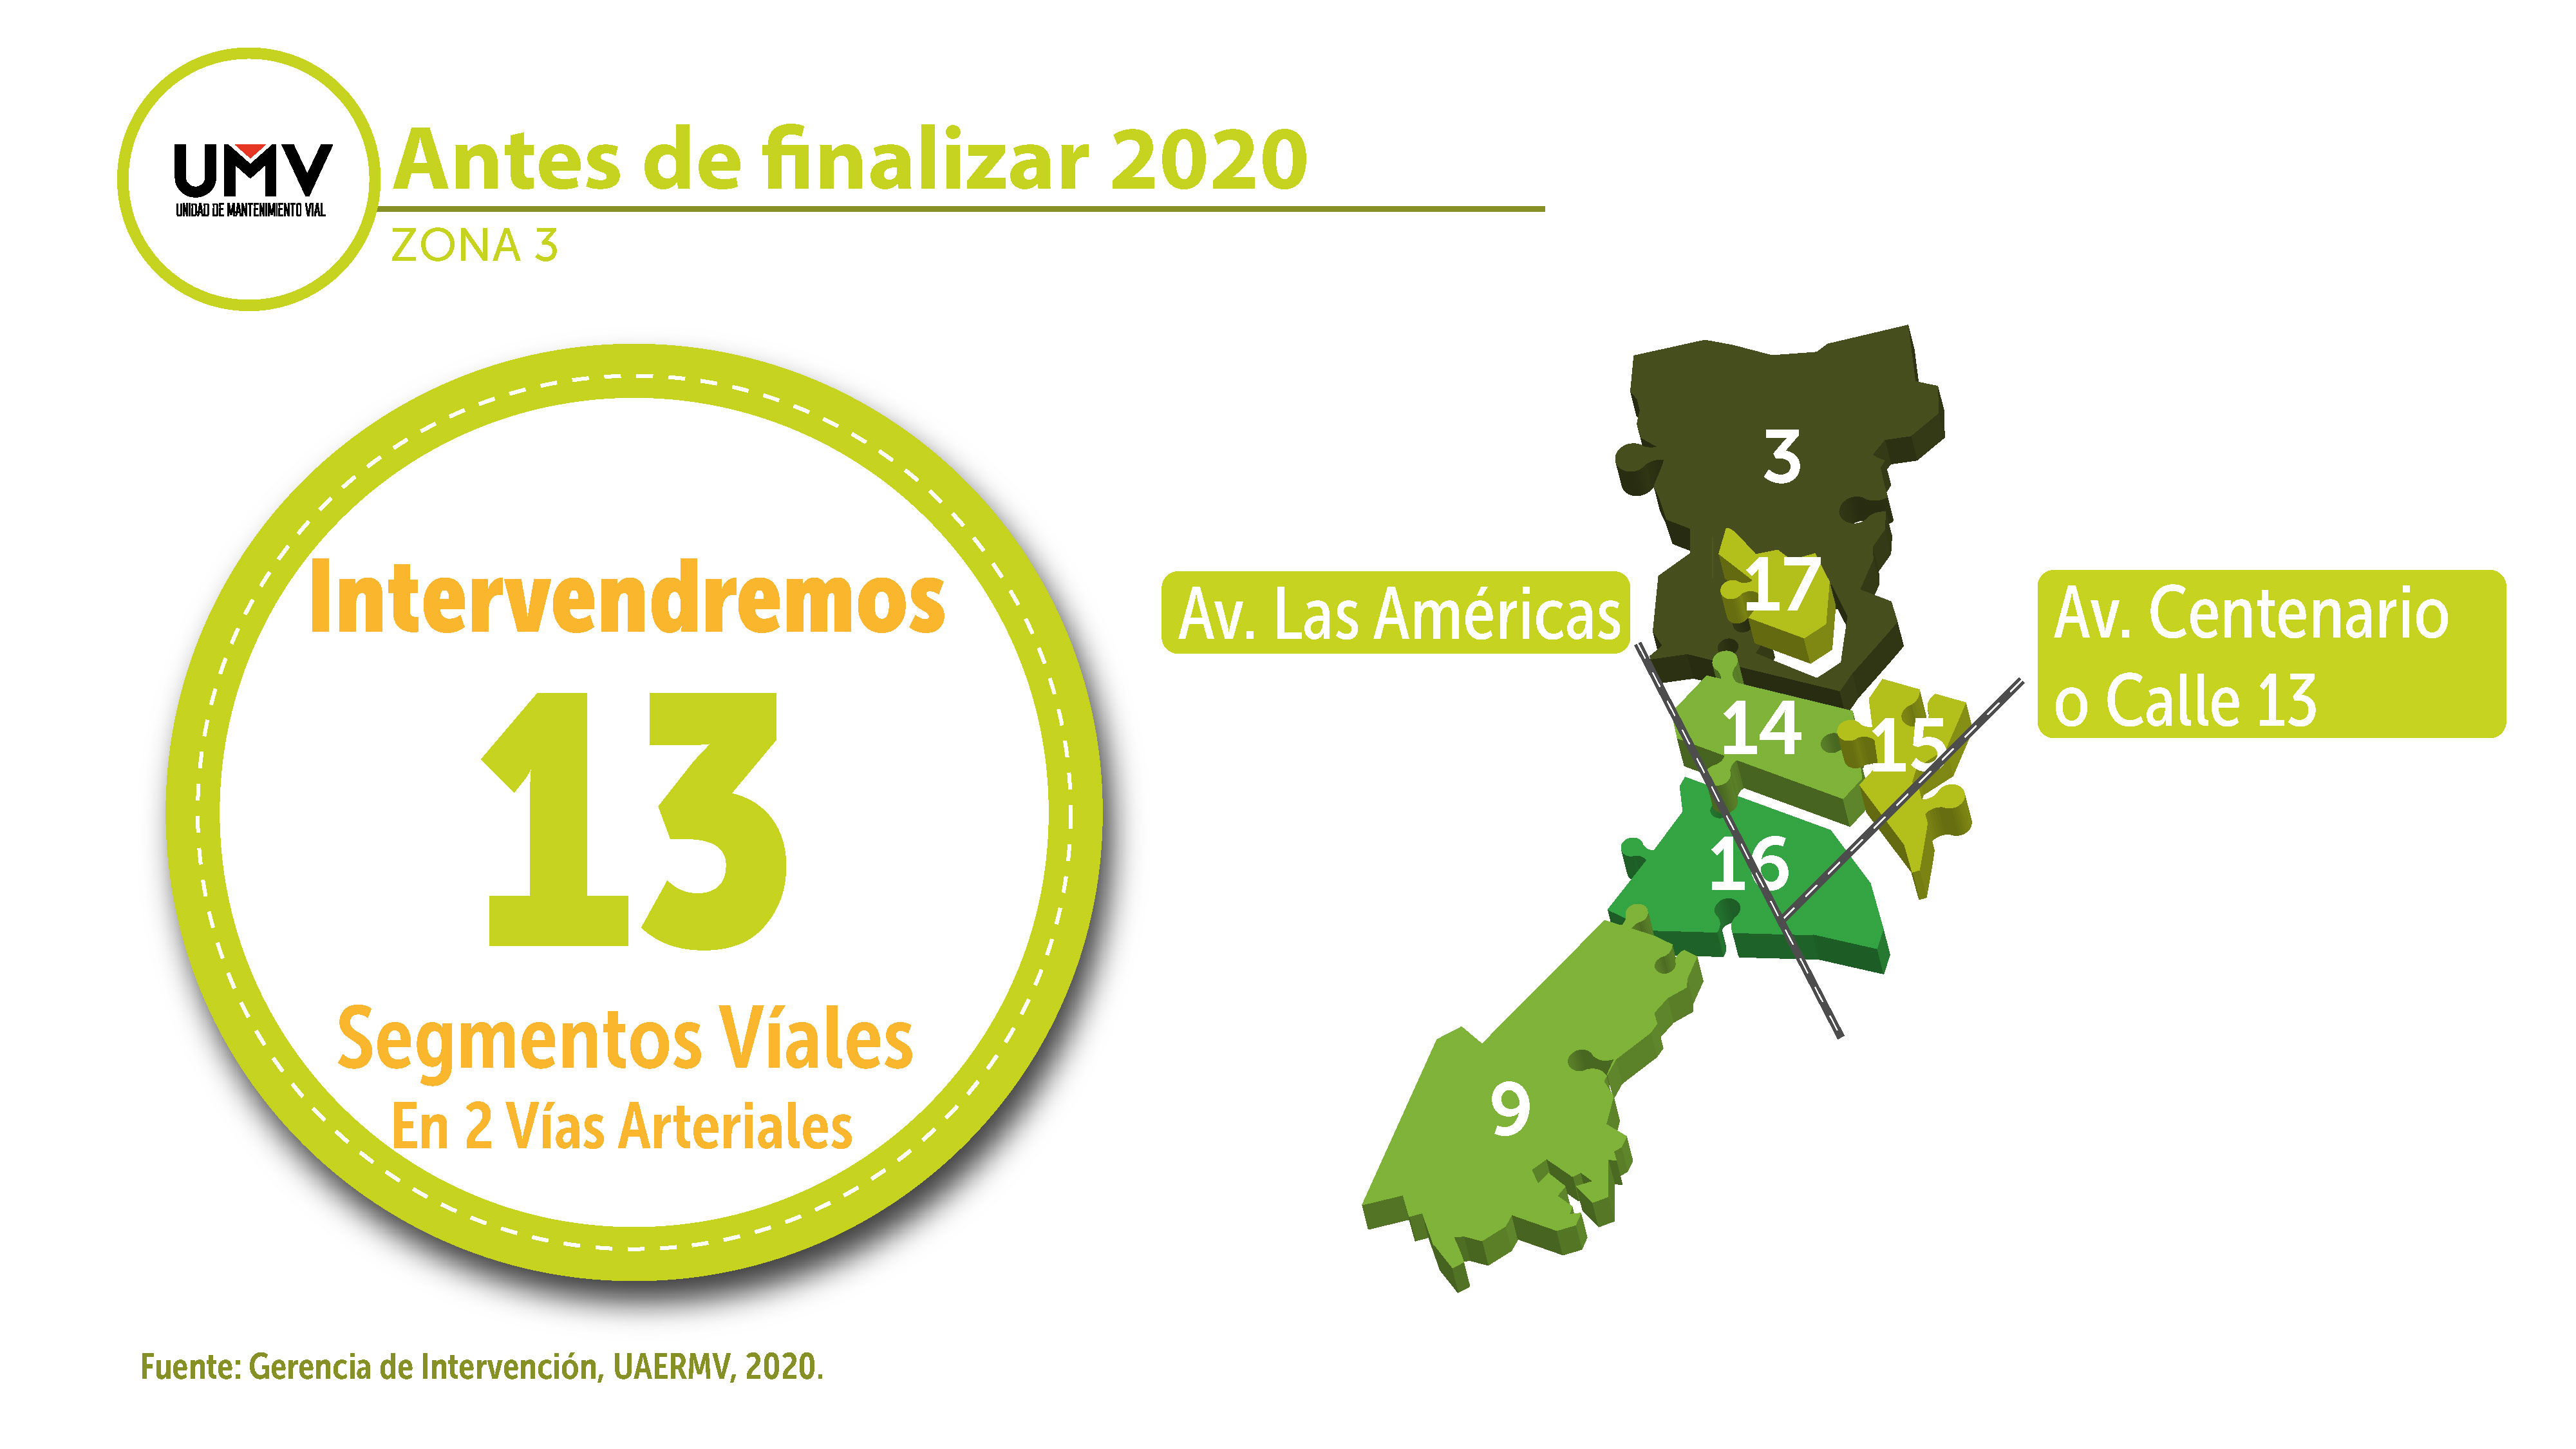 UMV
UNIDAD DE MANTENIMIENTO VIAL
Antes de finalizar 2020
ZONA 3
Intervendremos
13
Segmentos Víales
En 2 Vías Arteriales
Av. Las Américas
Av. Centenario
o Calle 13
3
17
14
15
16
9
Fuente: Gerencia de Intervención, UAERMV, 2020.